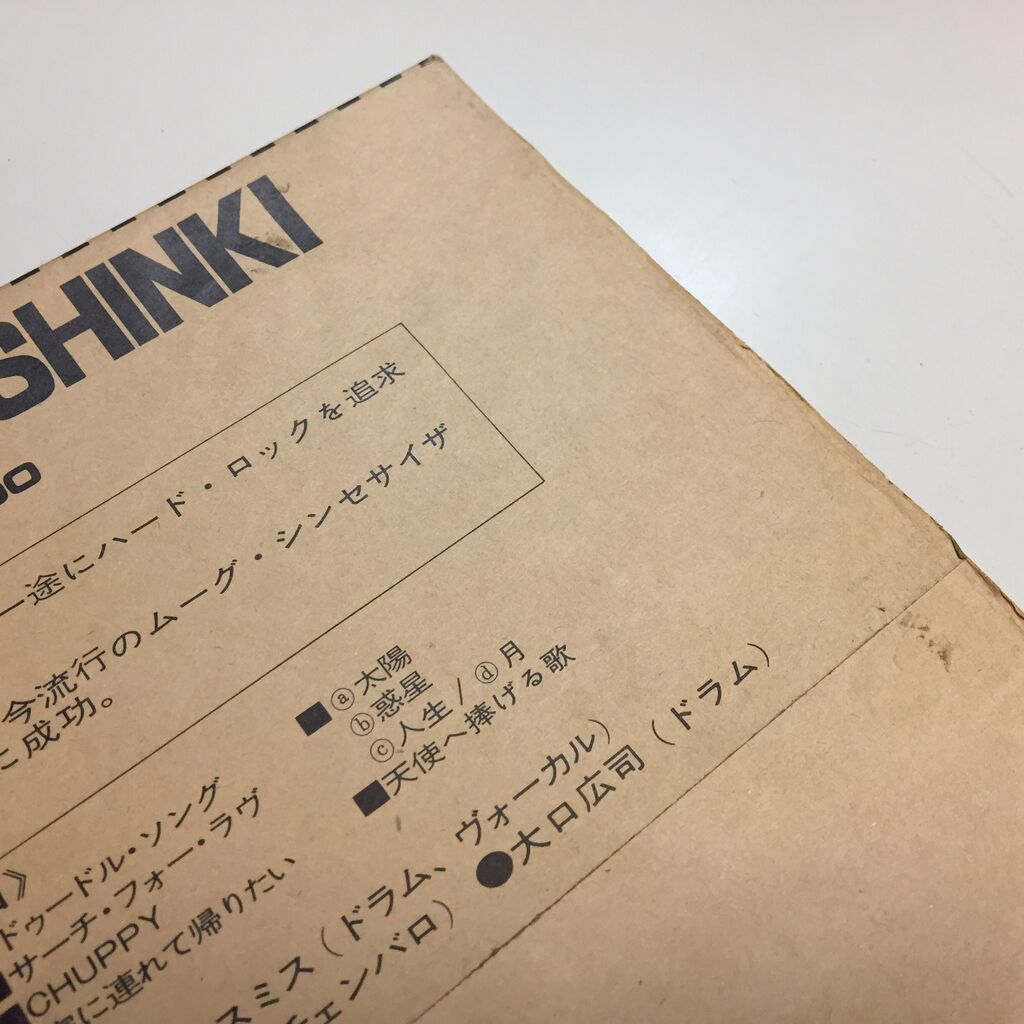 SHINKI
一途にハード・ロックを追求
今流行のムーグ・シンセサイザ
に成功。
■ⓐ太陽
ⓑ惑星
ⓒ人生/ⓓ月
■天使へ捧げる歌
》
ドゥードル・ソング
■サーチ・フォー・ラヴ
■CHUPPY
に連れて帰りたい
スミス(ドラム、ヴォーカル)
●大口広司(ドラム)
チェンバロ)